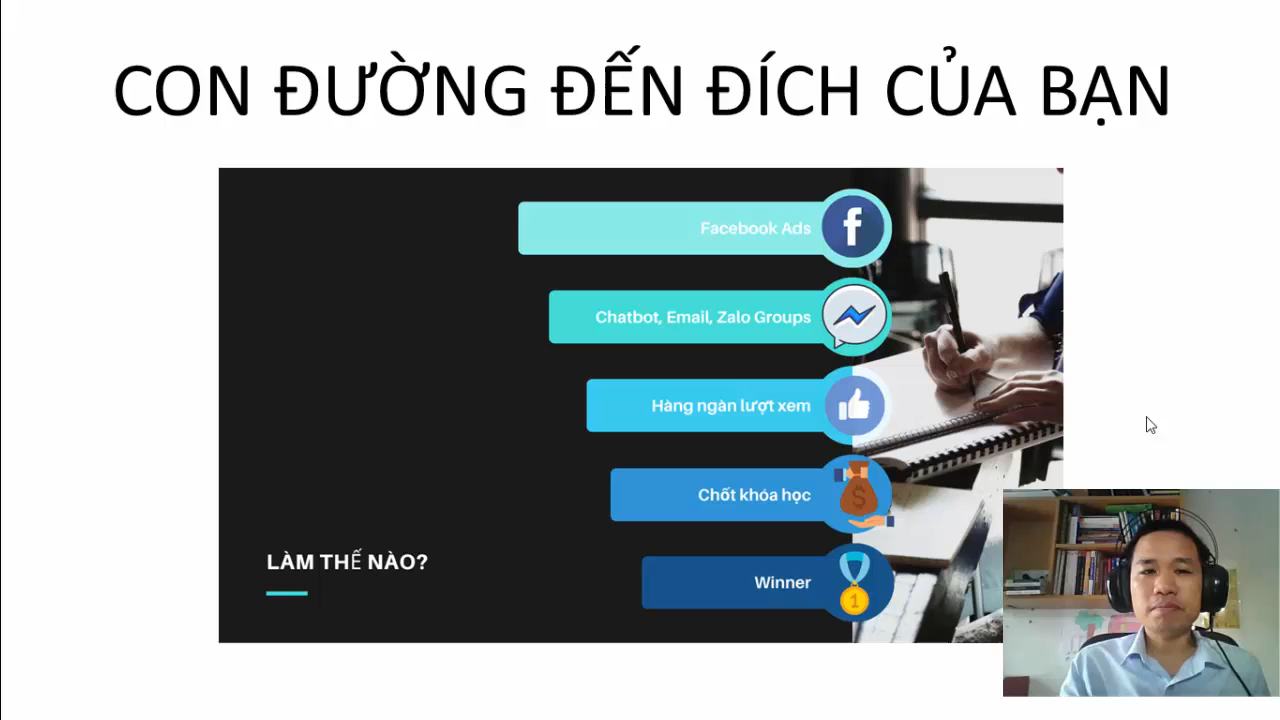 CON ĐƯỜNG ĐẾN ĐÍCH CỦA BẠN
Facebook Ads
Chatbot, Email, Zalo Groups
Hàng ngàn lượt xem
Chốt khóa học
LÀM THẾ NÀO?
Winner